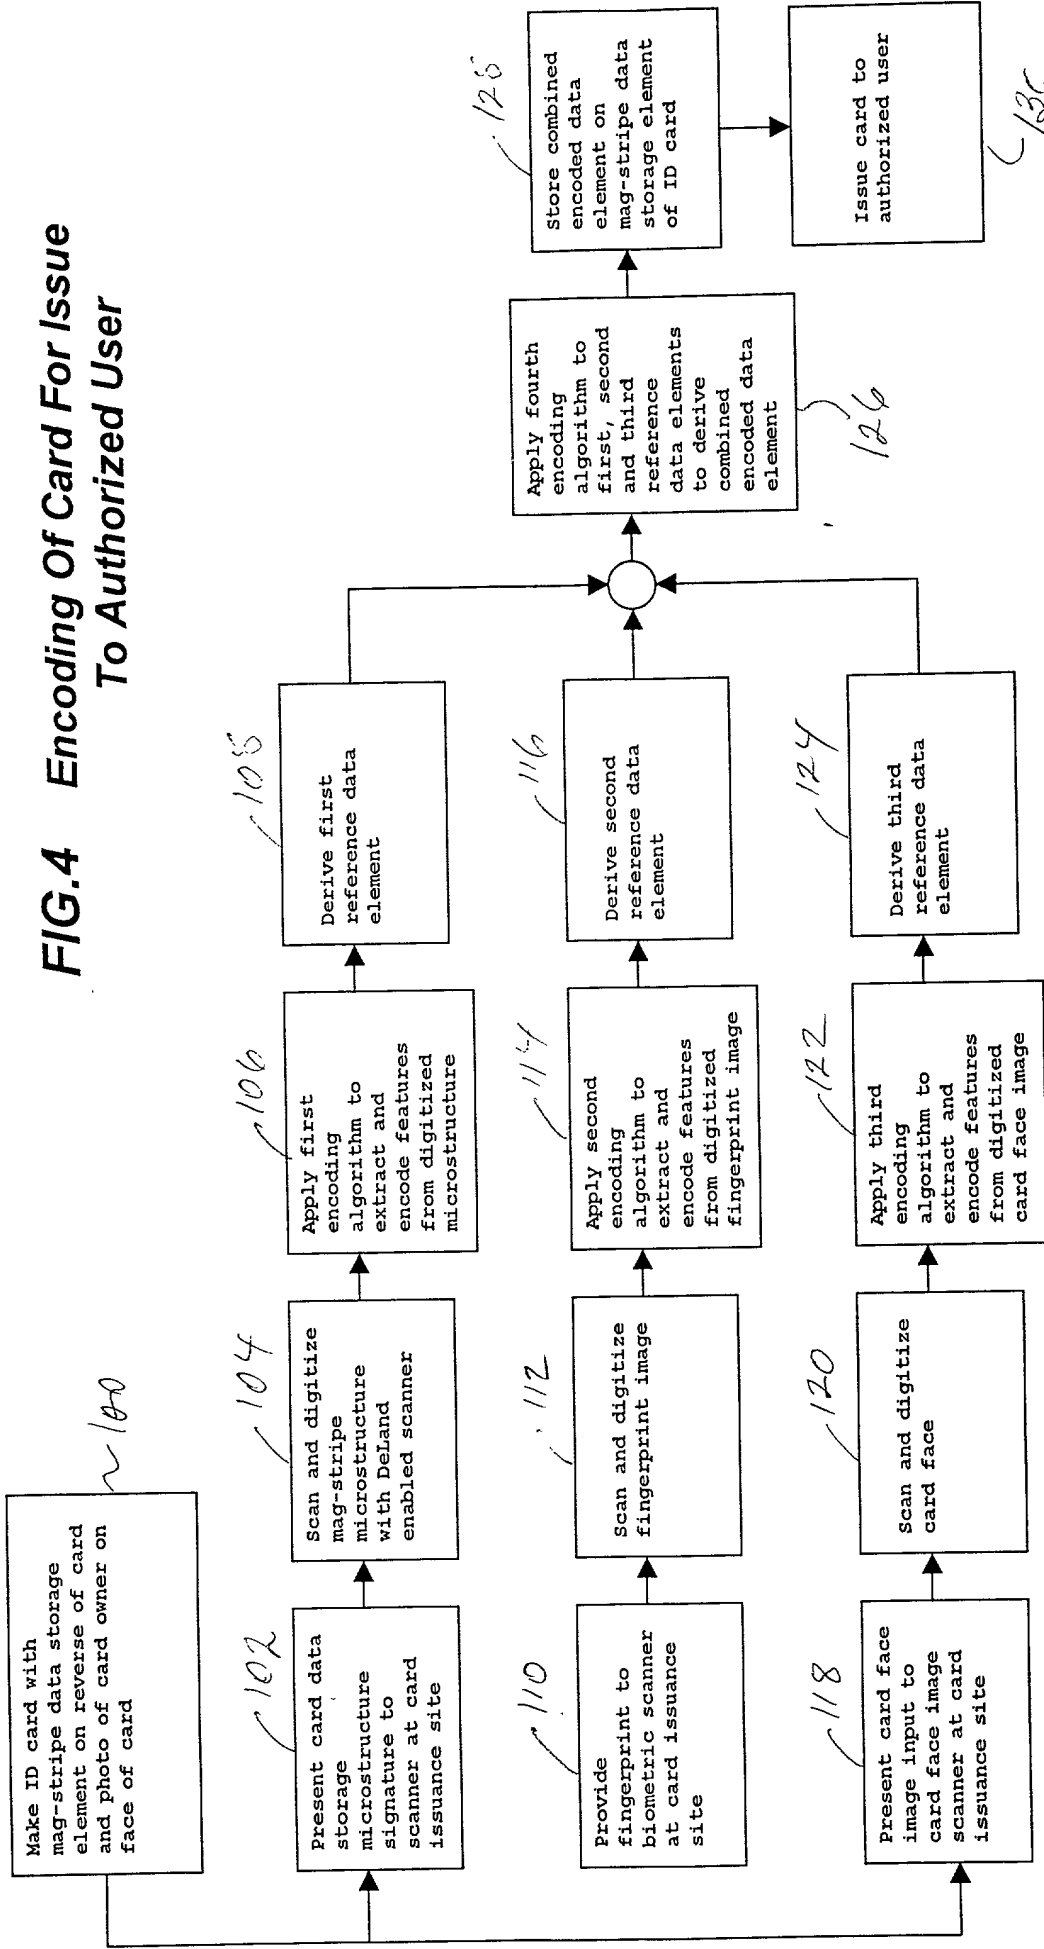 FIG.4 Encoding Of Card For Issue
To Authorized User
Make ID card with
mag-stripe data storage
element on reverse of card
and photo of card owner on
face of card
100
Present card data
storage
microstructure
signature to
scanner at card
issuance site
102
Scan and digitize
mag-stripe
microstructure
with DeLand
enabled scanner
104
Apply first
encoding
algorithm to
extract and
encode features
from digitized
microstructure
106
Derive first
reference data
element
108
Provide
fingerprint to
biometric scanner
at card issuance
site
110
Scan and digitize
fingerprint image
112
Apply second
encoding
algorithm to
extract and
encode features
from digitized
fingerprint image
114
Derive second
reference data
element
116
Present card face
image input to
card face image
scanner at card
issuance site
118
Scan and digitize
card face
120
Apply third
encoding
algorithm to
extract and
encode features
from digitized
card face image
122
Derive third
reference data
element
124
Apply fourth
encoding
algorithm to
first, second
and third
reference
data elements
to derive
combined
encoded data
element
126
Store combined
encoded data
element on
mag-stripe data
storage element
of ID card
128
Issue card to
authorized user